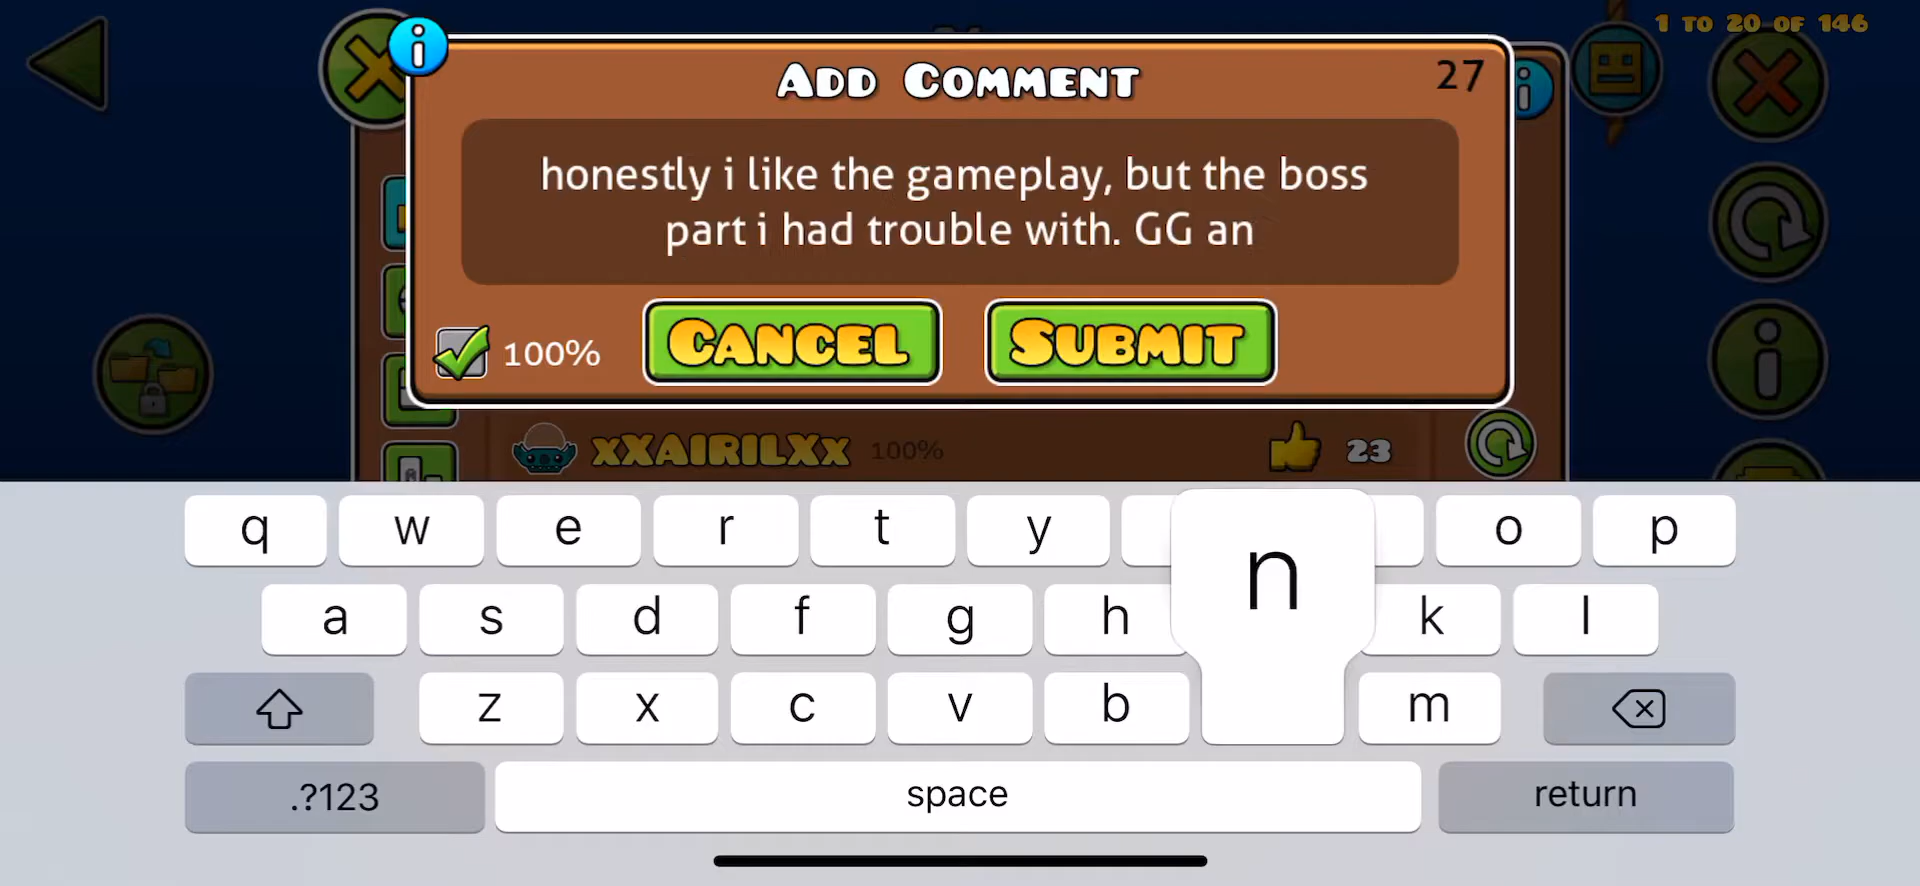 1 TO 20 OF 146
ADD COMMENT
27
honestly i like the gameplay, but the boss
part i had trouble with. GG an
100%
CANCEL
SUBMIT
xXAIRILXx 100% 23
q w e r t y o p
n
a s d f g h k l
z x c v b m
.?123 space return